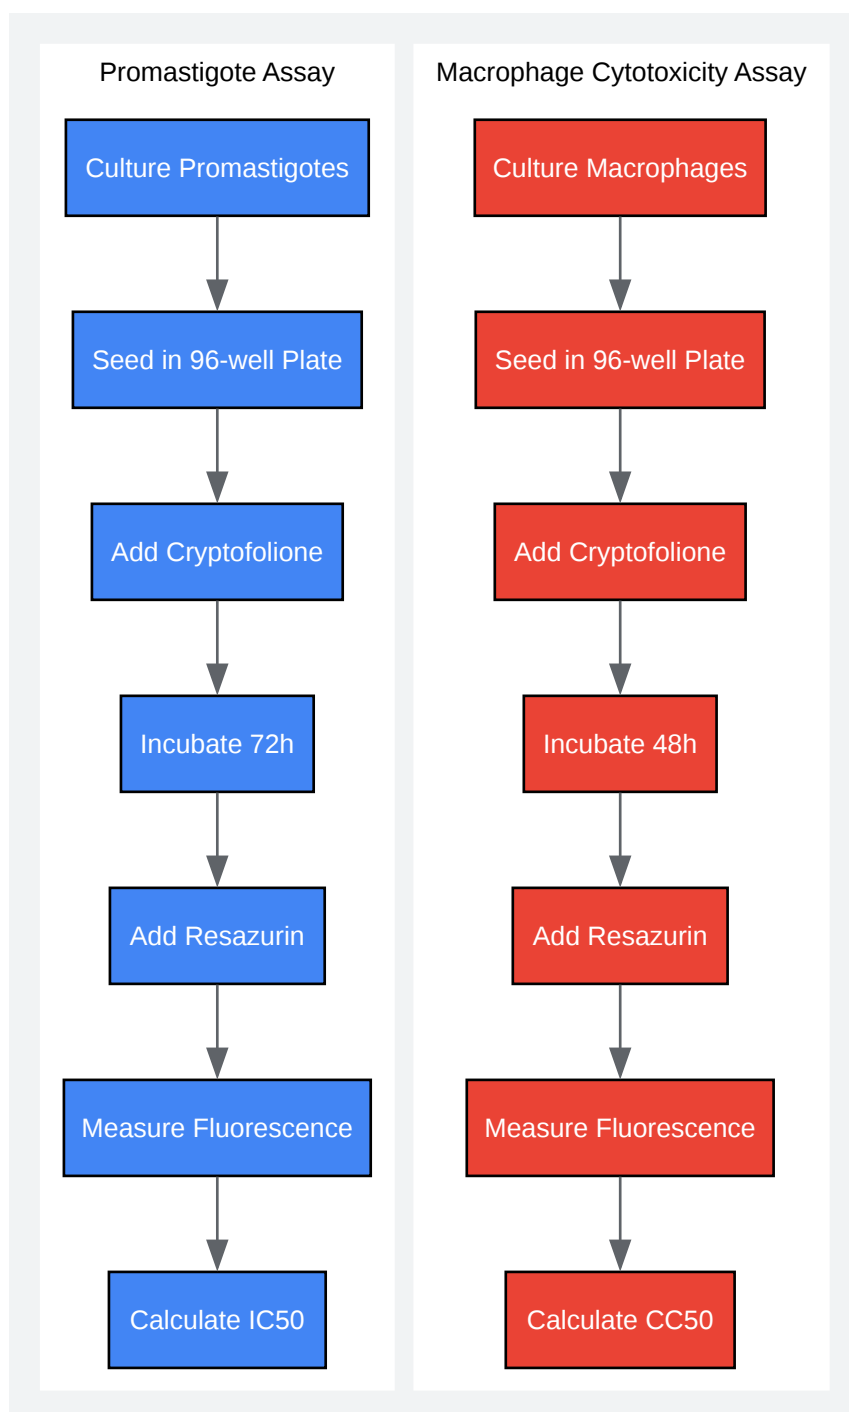 Promastigote Assay
Culture Promastigotes
Seed in 96-well Plate
Add Cryptofolione
Incubate 72h
Add Resazurin
Measure Fluorescence
Calculate IC50
Macrophage Cytotoxicity Assay
Culture Macrophages
Seed in 96-well Plate
Add Cryptofolione
Incubate 48h
Add Resazurin
Measure Fluorescence
Calculate CC50